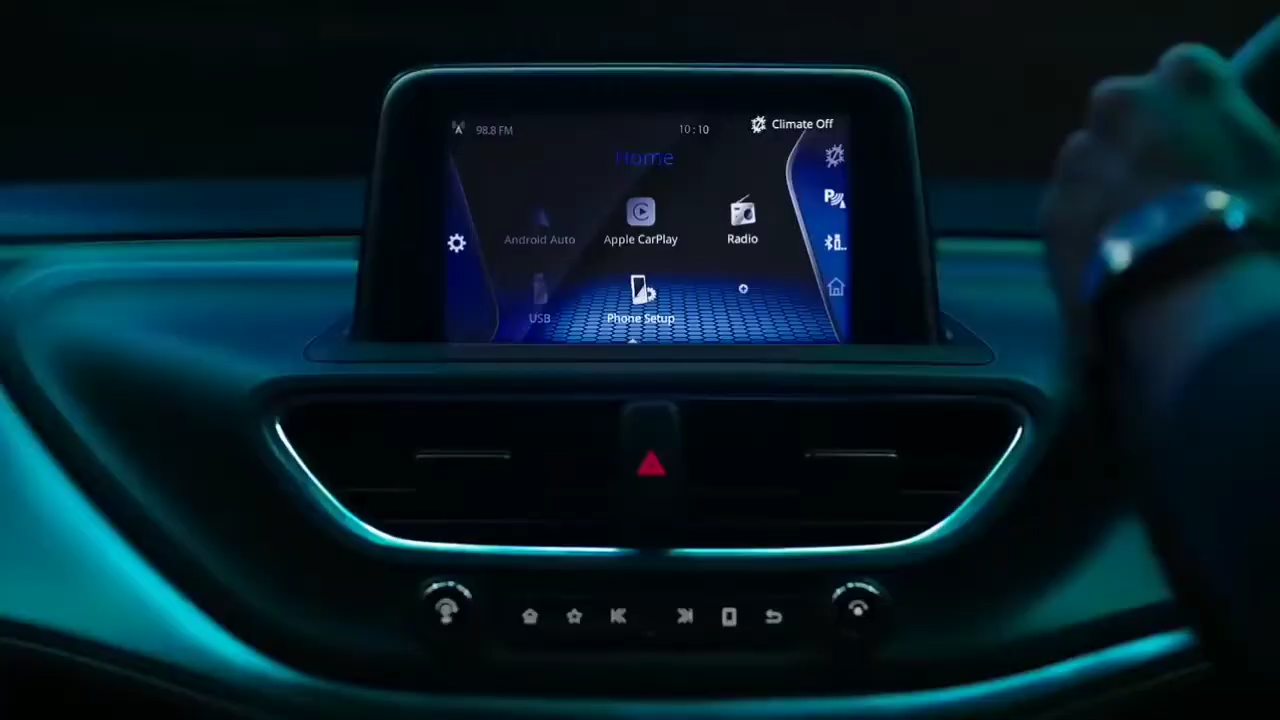 98.8 FM
10:10
Climate Off
Home
Android Auto
Apple CarPlay
Radio
USB
Phone Setup